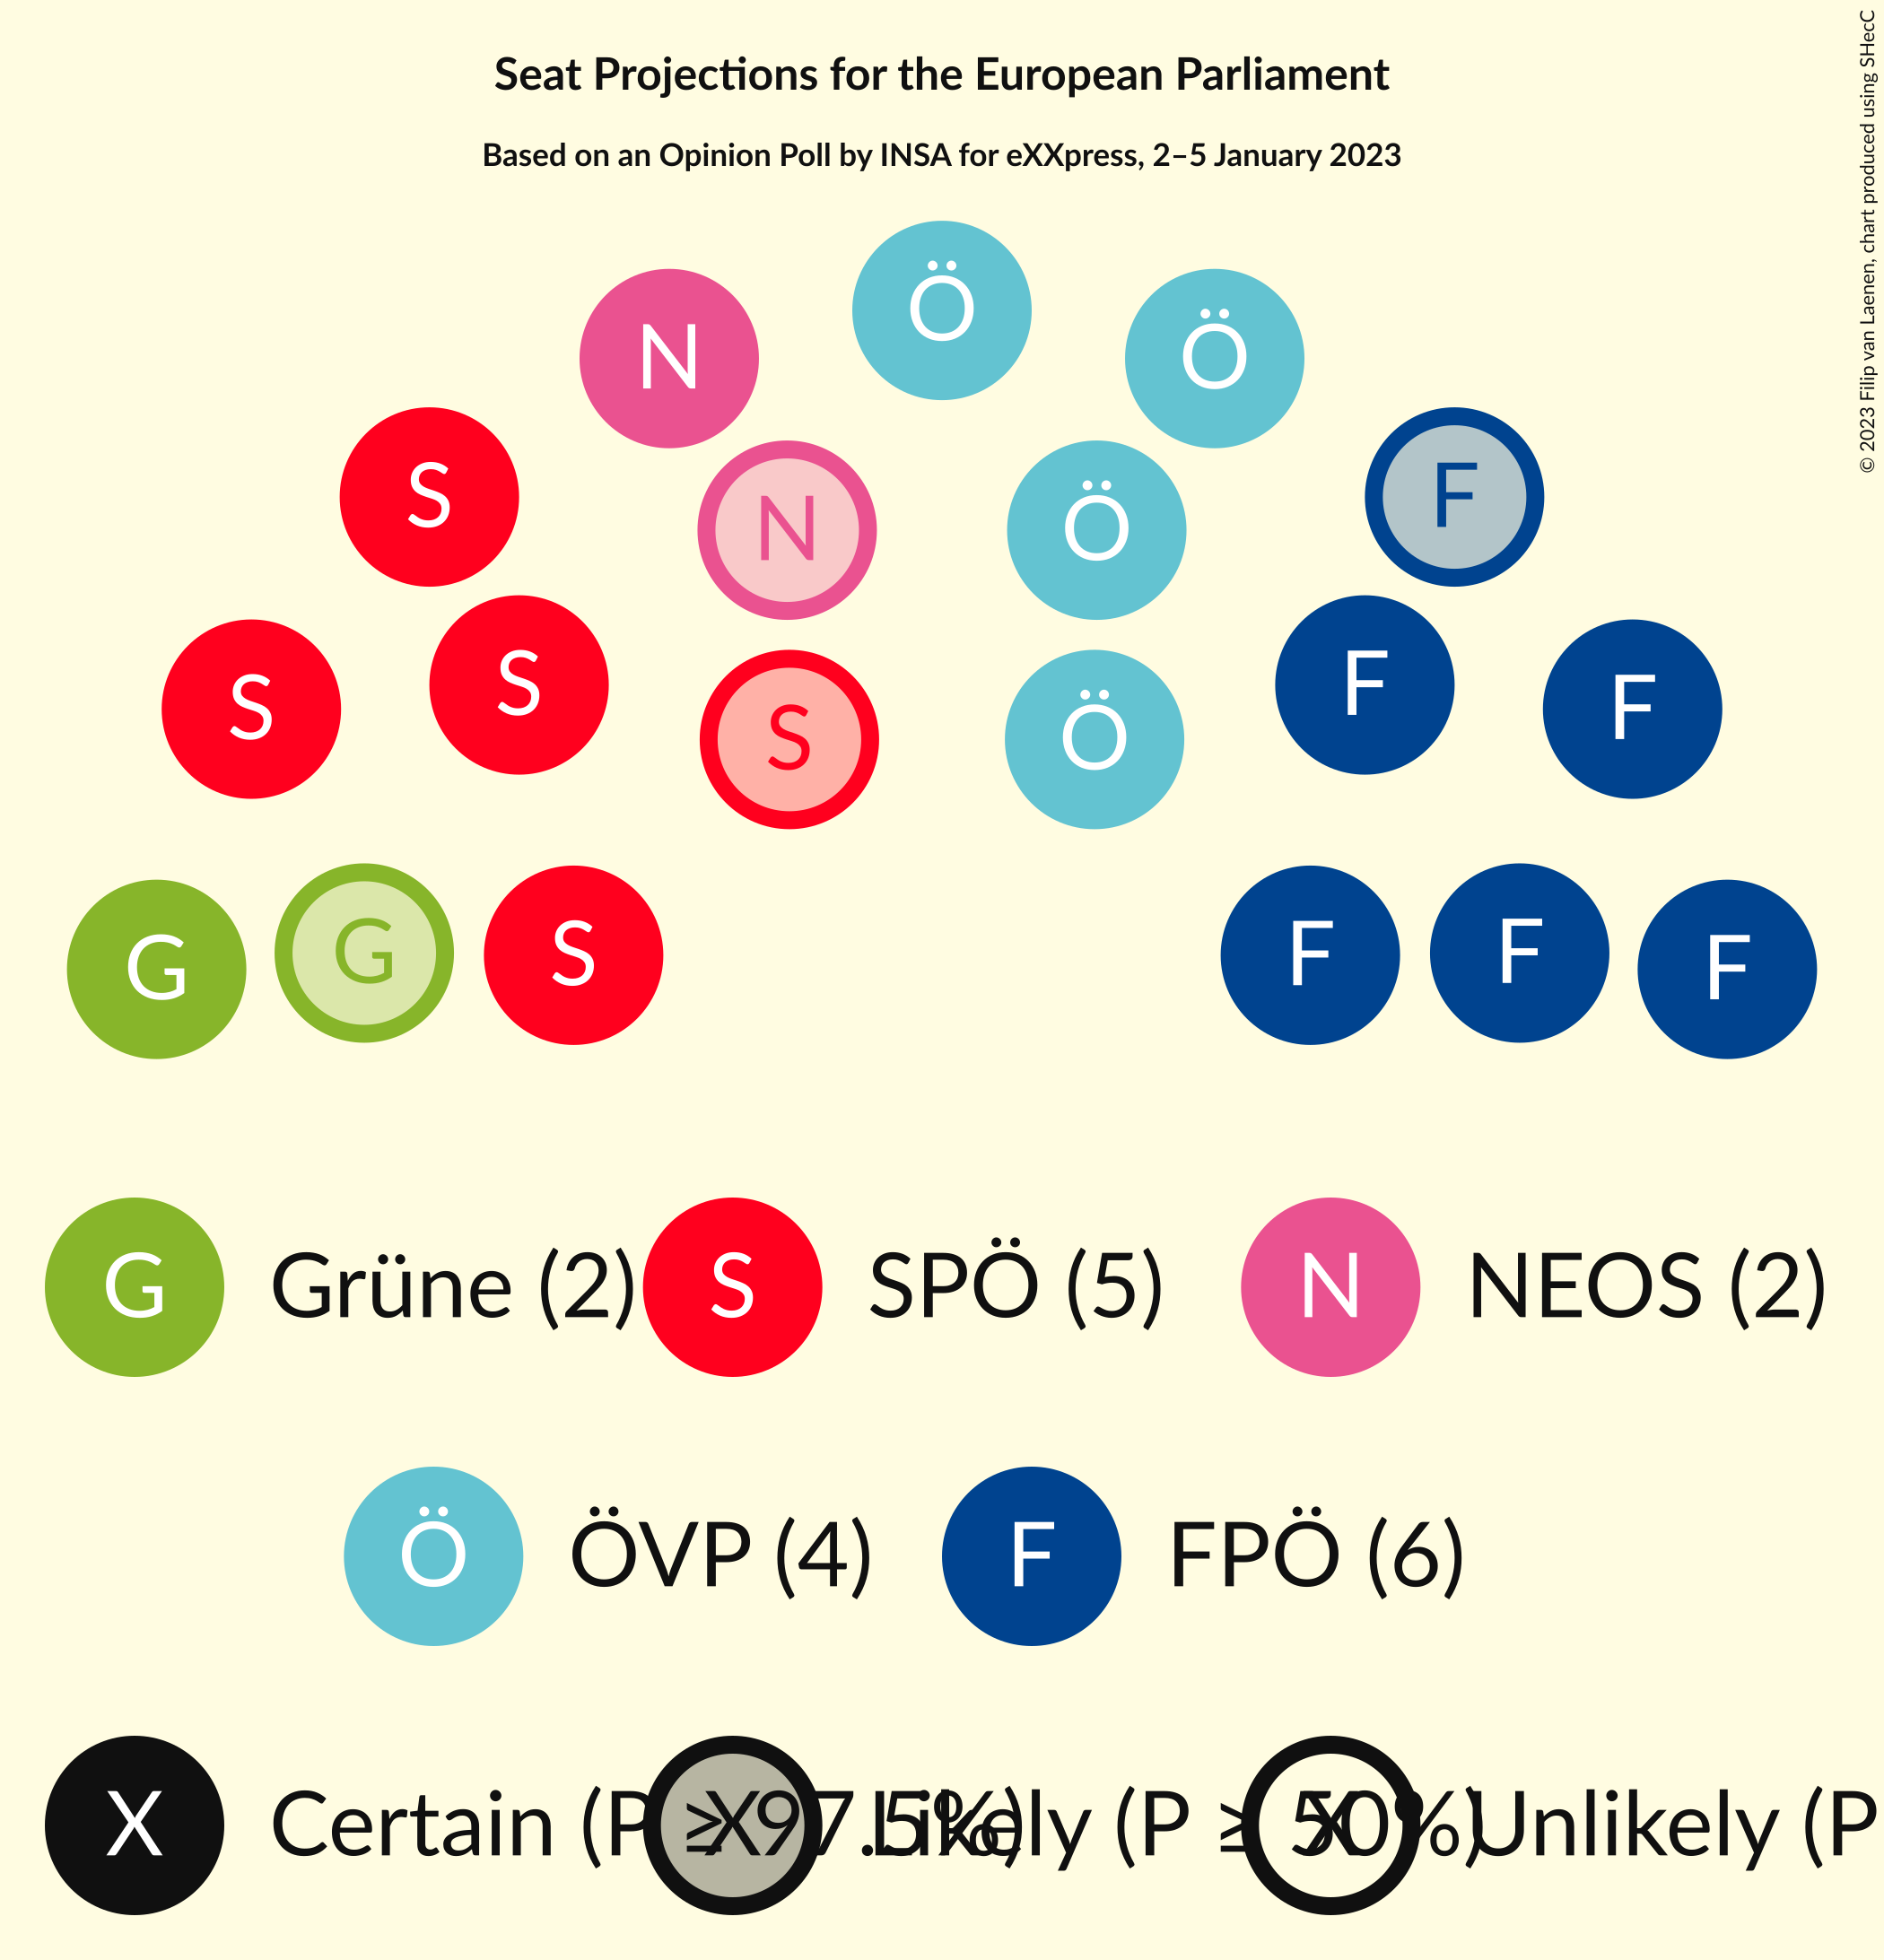 Seat Projections for the European Parliament
Based on an Opinion Poll by INSA for eXXpress, 2–5 January 2023
© 2023 Filip van Laenen, chart produced using SHecC
Ö
N Ö
S F
N Ö
S S F F
S Ö
G G S F F F
G Grüne (2) S SPÖ (5) N NEOS (2)
Ö ÖVP (4) F FPÖ (6)
X Certain (P ≥ 97.5%) X Likely (P ≥ 50%) X Unlikely (P